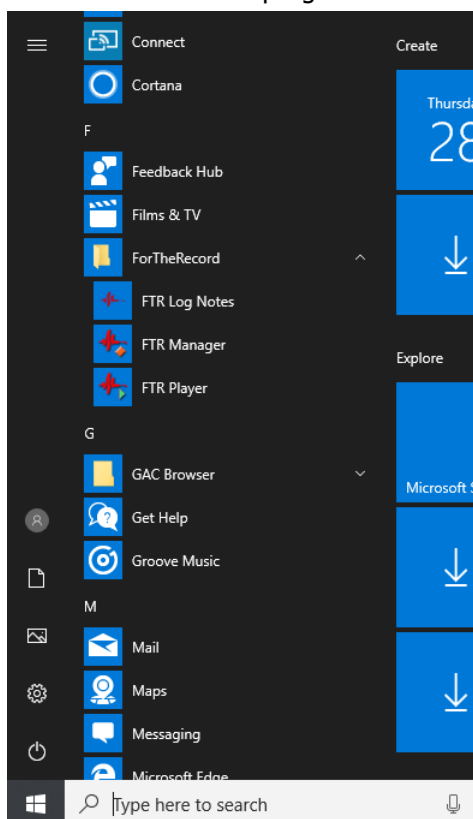 Connect
Cortana
F
Feedback Hub
Films & TV
ForTheRecord
FTR Log Notes
FTR Manager
FTR Player
G
GAC Browser
Get Help
Groove Music
M
Mail
Maps
Messaging
Microsoft Edge
Type here to search
Create
Thursda
28
Explore
Microsoft S